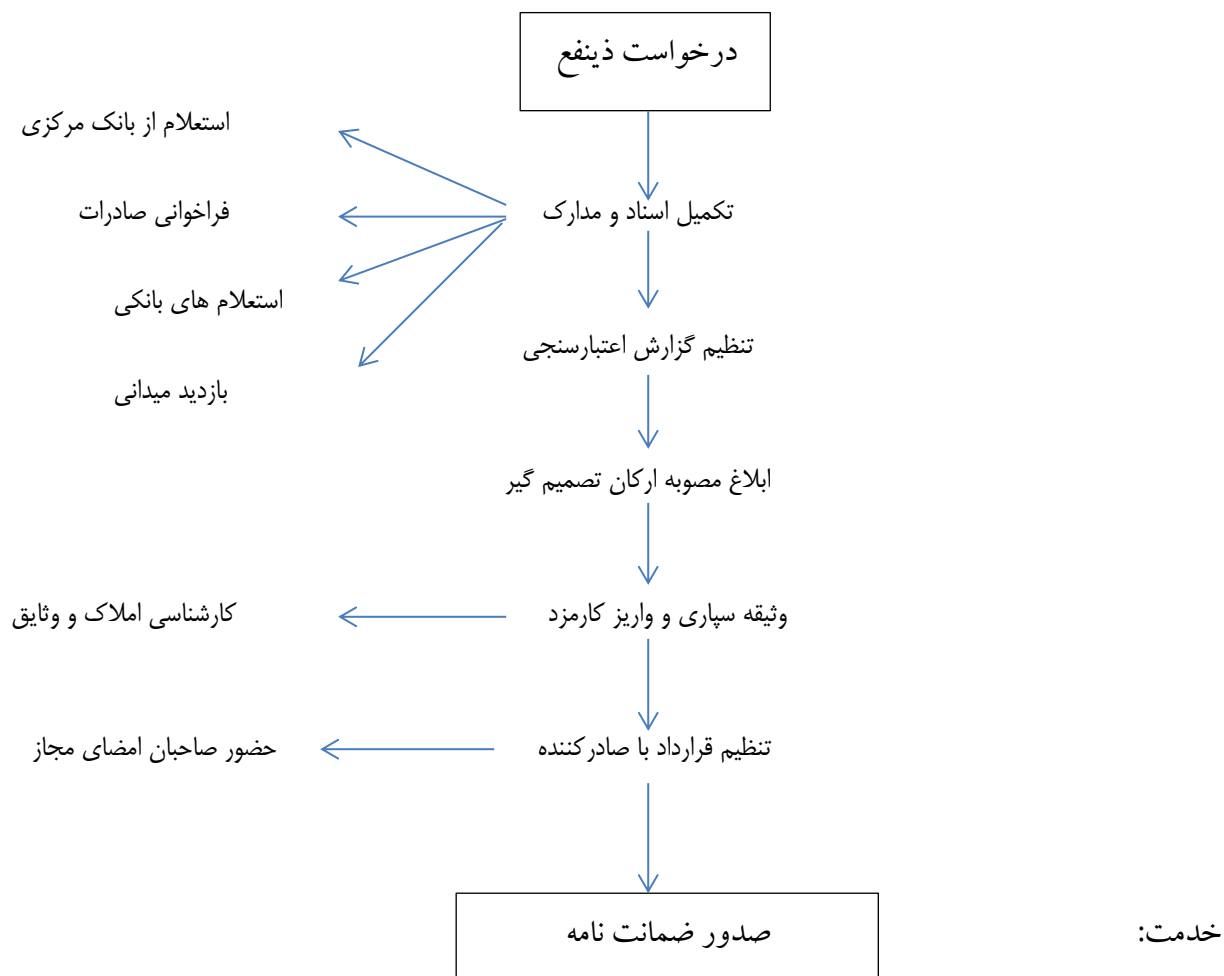 درخواست ذینفع
استعلام از بانک مرکزی
تکمیل اسناد و مدارک
فراخوانی صادرات
استعلام های بانکی
تنظیم گزارش اعتبارسنجی
بازدید میدانی
ابلاغ مصوبه ارکان تصمیم گیر
وثیقه سپاری و واریز کارمزد
کارشناسی املاک و وثایق
تنظیم قرارداد با صادرکننده
حضور صاحبان امضای مجاز
خدمت:
صدور ضمانت نامه